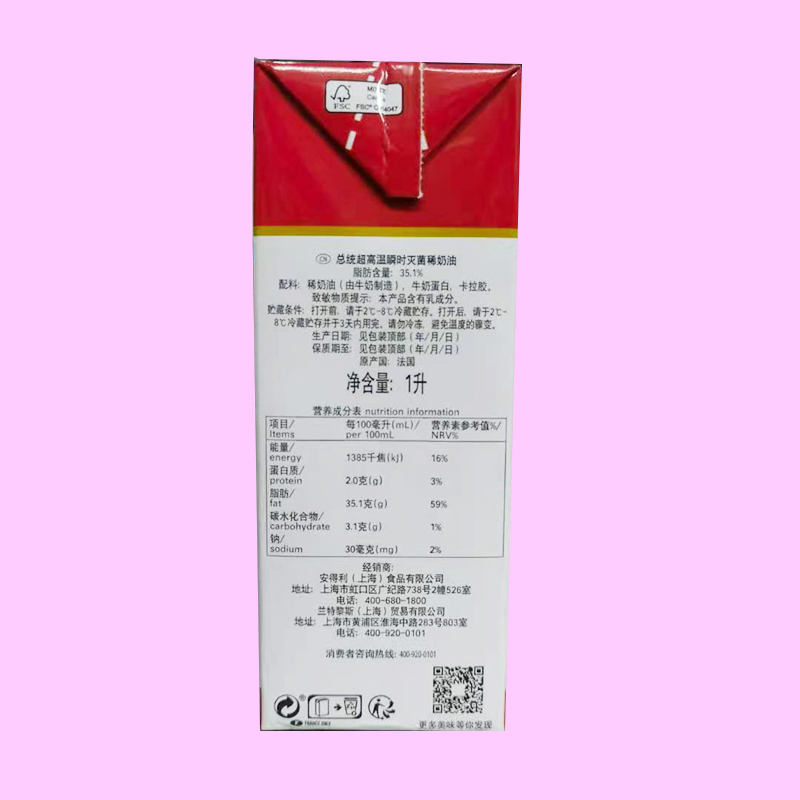 MIX
FSC
FSC®
CN 总统超高温瞬时灭菌稀奶油
脂肪含量: 35.1%
配料: 稀奶油（由牛奶制造）, 牛奶蛋白, 卡拉胶。
致敏物质提示: 本产品含有乳成分。
贮藏条件: 打开前, 请于2℃-8℃冷藏贮存。打开后, 请于2℃-
8℃冷藏贮存并于3天内用完。请勿冷冻, 避免温度的骤变。
生产日期: 见包装顶部（年/月/日）
保质期至: 见包装顶部（年/月/日）
原产国: 法国
净含量: 1升
营养成分表 nutrition information
项目/ 每100毫升(mL)/ 营养素参考值%/
Items per 100mL NRV%
能量/
energy 1385千焦(kJ) 16%
蛋白质/
protein 2.0克(g) 3%
脂肪/
fat 35.1克(g) 59%
碳水化合物/
carbohydrate 3.1克(g) 1%
钠/
sodium 30毫克(mg) 2%
经销商:
安得利（上海）食品有限公司
地址: 上海市虹口区广纪路738号2幢526室
电话: 400-680-1800
兰特黎斯（上海）贸易有限公司
地址: 上海市黄浦区淮海中路283号803室
电话: 400-920-0101
消费者咨询热线: 400-920-0101
更多美味等你发现